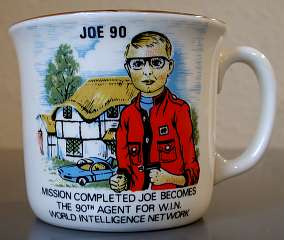 JOE 90
MISSION COMPLETED JOE BECOMES
THE 90TH AGENT FOR W.I.N.
WORLD INTELLIGENCE NETWORK